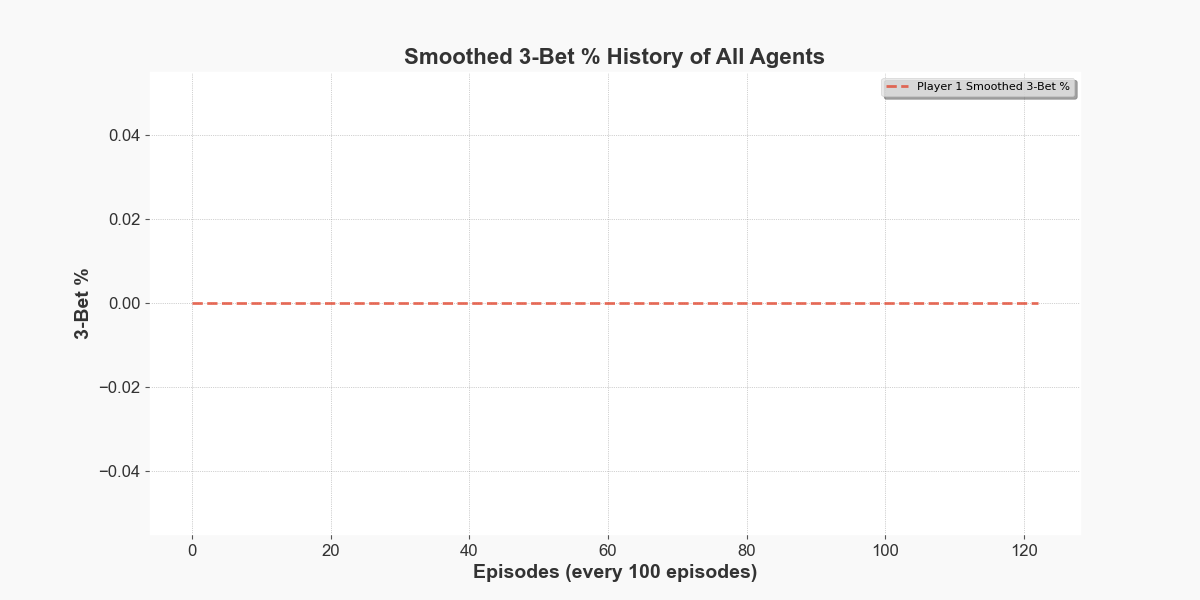 Smoothed 3-Bet % History of All Agents
Player 1 Smoothed 3-Bet %
0.04
0.02
0.00
−0.02
−0.04
3-Bet %
0 20 40 60 80 100 120
Episodes (every 100 episodes)